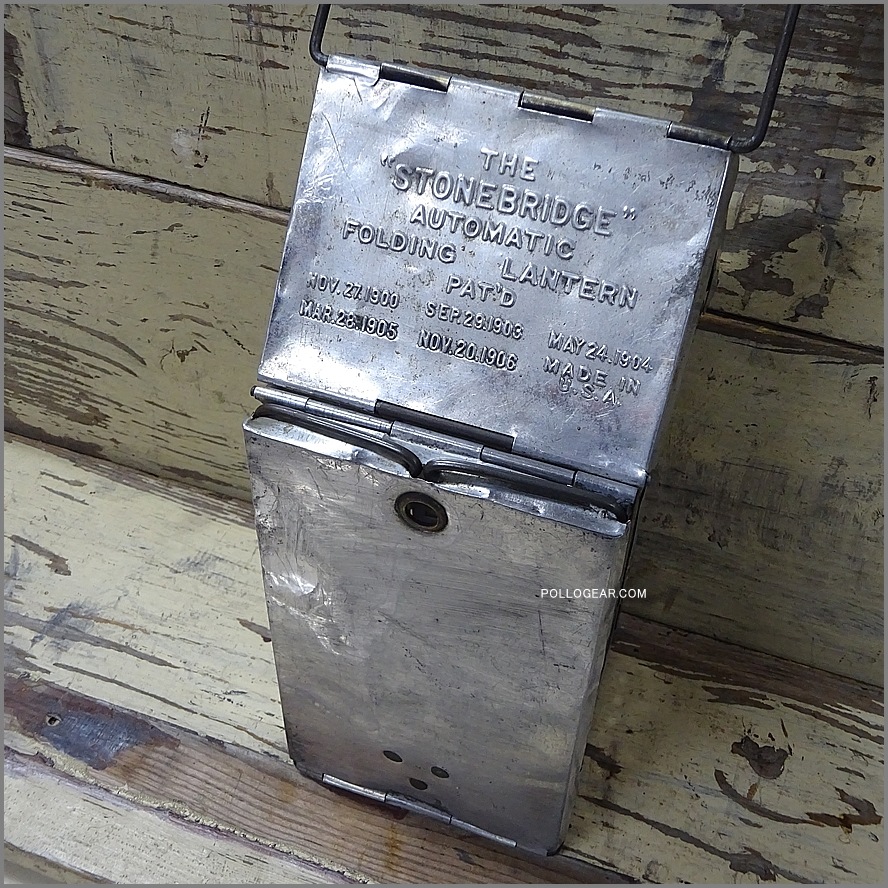 THE
"STONEBRIDGE"
AUTOMATIC
FOLDING LANTERN
PAT'D
NOV. 27.1900 SEP.29.1903 MAY 24.1904
MAR.28.1905 NOV.20.1906 MADE IN
U.S.A.
POLLOGEAR.COM